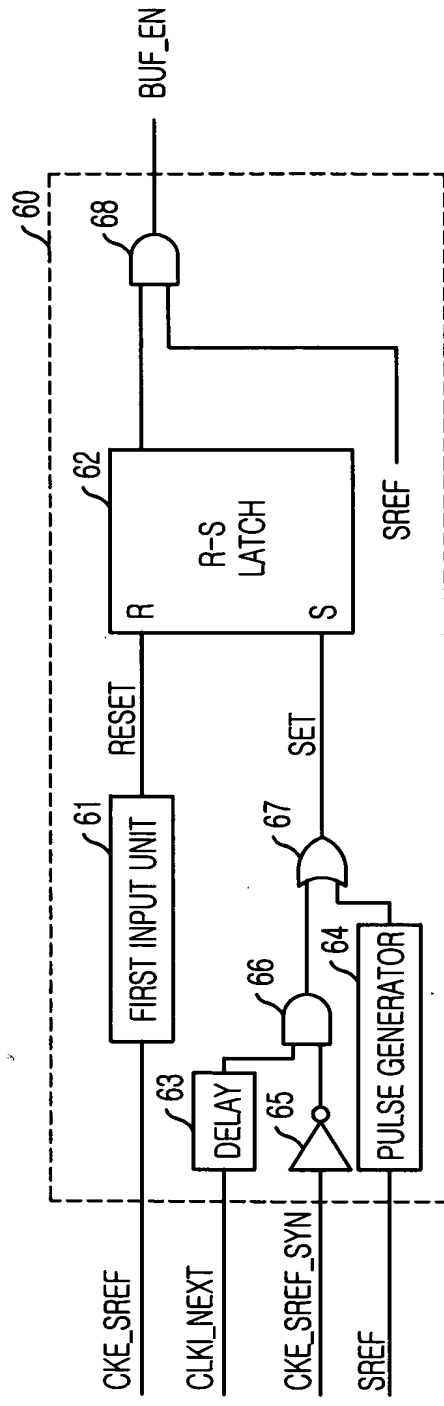 60
CKE_SREF
61
FIRST INPUT UNIT
RESET
62
R
R-S
LATCH
S
68
BUF_EN
CLKI_NEXT
63
DELAY
66
67
SET
CKE_SREF_SYN
65
SREF
64
PULSE GENERATOR
SREF